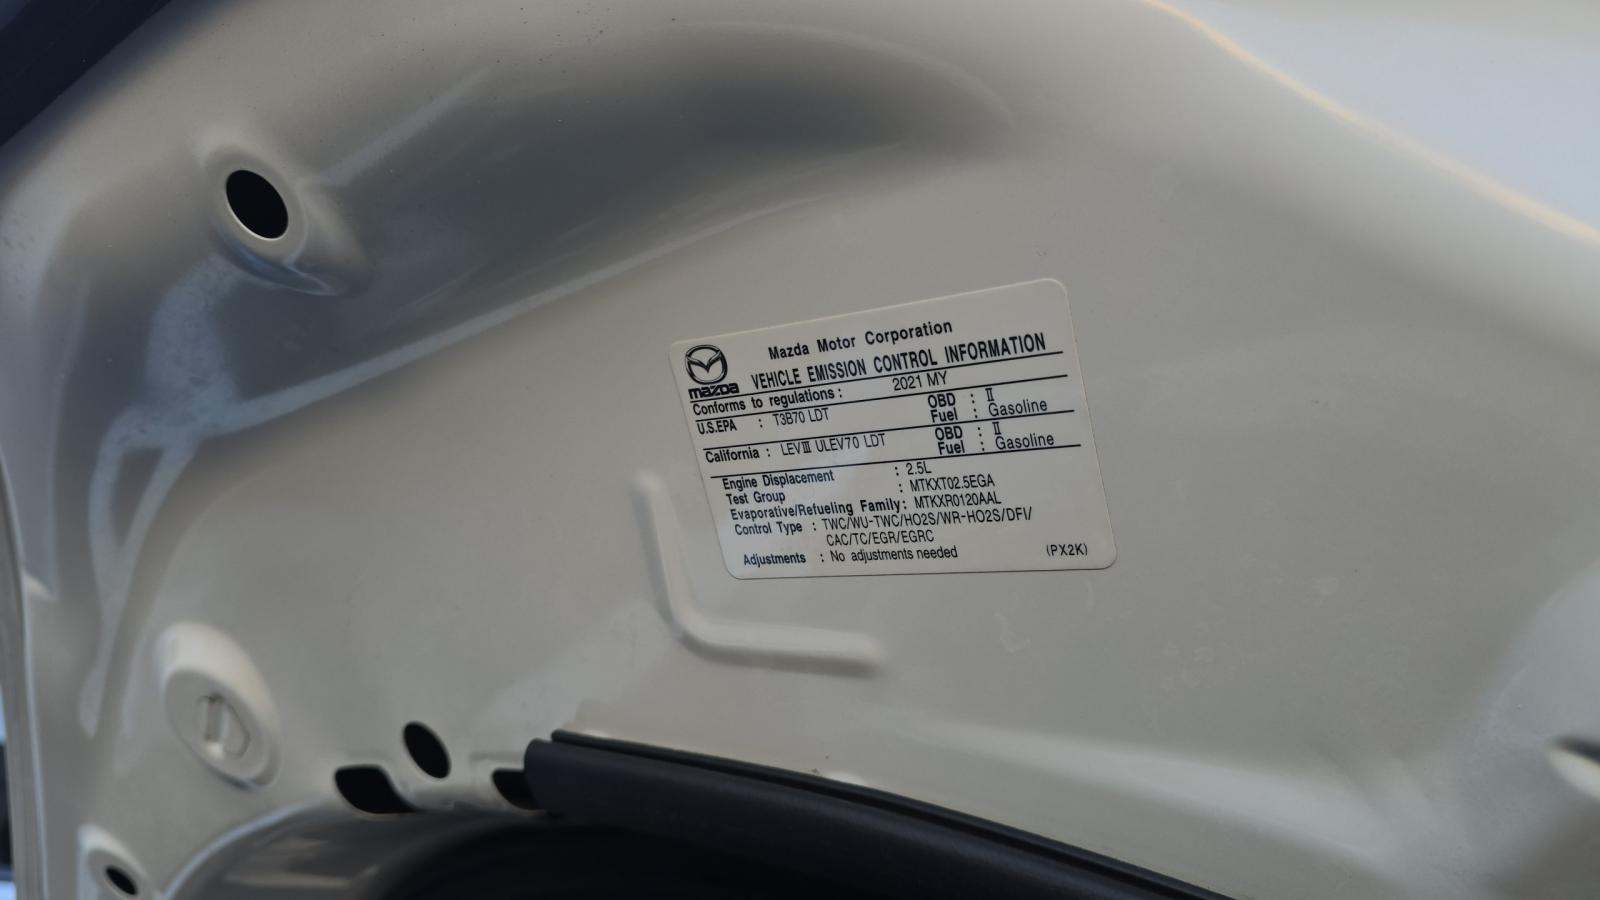 Mazda Motor Corporation
mazda VEHICLE EMISSION CONTROL INFORMATION
Conforms to regulations : 2021 MY
U.S.EPA : T3B70 LDT OBD : II
Fuel : Gasoline
California : LEVIII ULEV70 LDT OBD : II
Fuel : Gasoline
Engine Displacement : 2.5L
Test Group : MTKXT02.5EGA
Evaporative/Refueling Family: MTKXR0120AAL
Control Type : TWC/WU-TWC/HO2S/WR-HO2S/DFI/
CAC/TC/EGR/EGRC
Adjustments : No adjustments needed (PX2K)